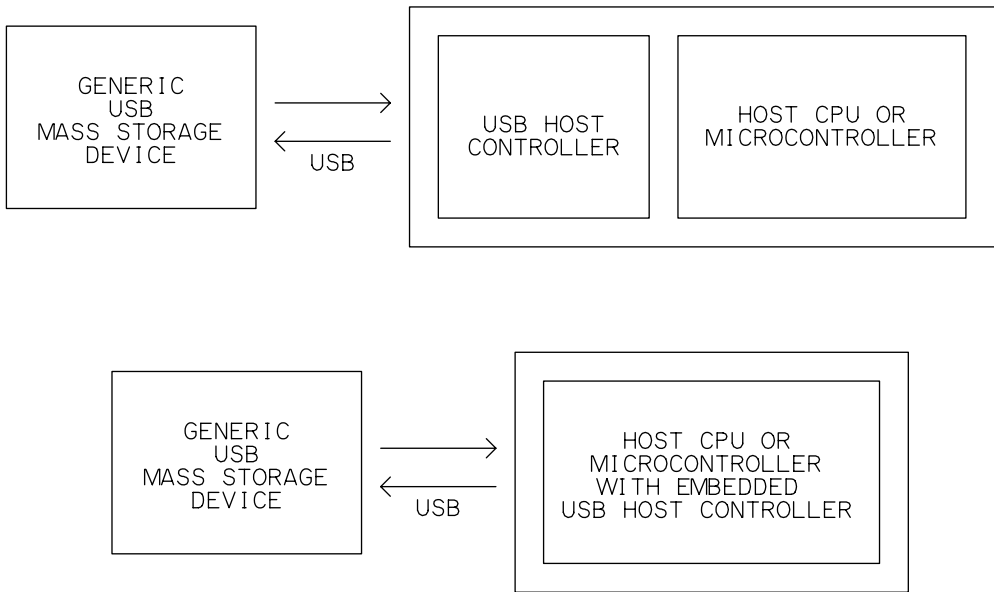 GENERIC
USB
MASS STORAGE
DEVICE
USB
USB HOST
CONTROLLER
HOST CPU OR
MICROCONTROLLER
GENERIC
USB
MASS STORAGE
DEVICE
USB
HOST CPU OR
MICROCONTROLLER
WITH EMBEDDED
USB HOST CONTROLLER